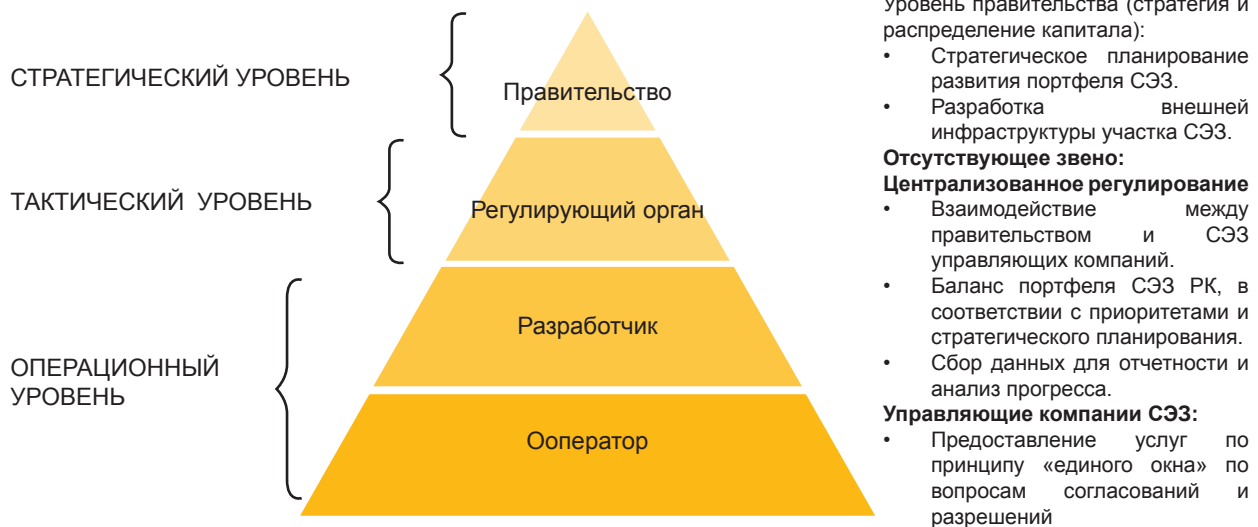 СТРАТЕГИЧЕСКИЙ УРОВЕНЬ
ТАКТИЧЕСКИЙ УРОВЕНЬ
ОПЕРАЦИОННЫЙ
УРОВЕНЬ
Правительство
Регулирующий орган
Разработчик
Ооператор
Уровень правительства (стратегия и
распределение капитала):
• Стратегическое планирование
развития портфеля СЭЗ.
• Разработка внешней
инфраструктуры участка СЭЗ.
Отсутствующее звено:
Централизованное регулирование
• Взаимодействие между
правительством и СЭЗ
управляющих компаний.
• Баланс портфеля СЭЗ РК, в
соответствии с приоритетами и
стратегического планирования.
• Сбор данных для отчетности и
анализ прогресса.
Управляющие компании СЭЗ:
• Предоставление услуг по
принципу «единого окна» по
вопросам согласований и
разрешений